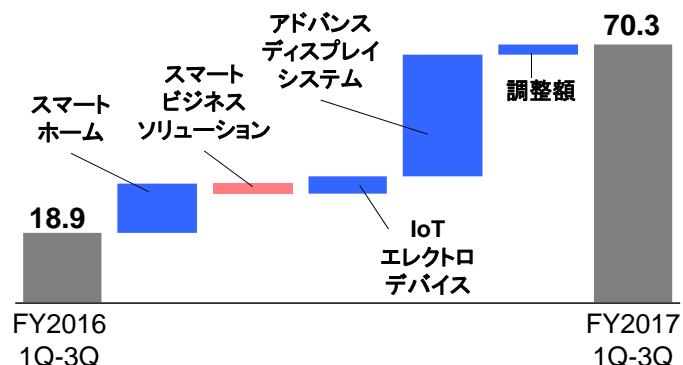 アドバンス
ディスプレイ
システム
70.3
スマート
ビジネス
ソリューション
調整額
スマート
ホーム
18.9
IoT
エレクトロ
デバイス
FY2016
1Q-3Q
FY2017
1Q-3Q